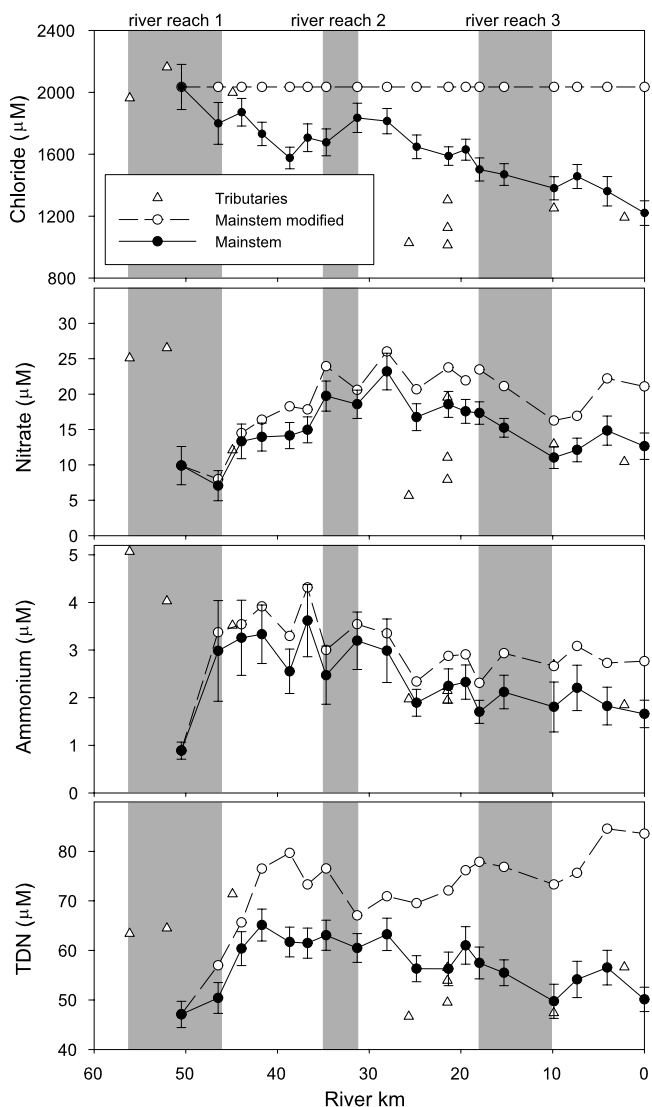 river reach 1 river reach 2 river reach 3
2400
2000
1600
1200
800
Chloride (μM)
Tributaries
Mainstem modified
Mainstem
30
25
20
15
10
5
0
Nitrate (μM)
5
4
3
2
1
0
Ammonium (μM)
80
70
60
50
40
TDN (μM)
60 50 40 30 20 10 0
River km